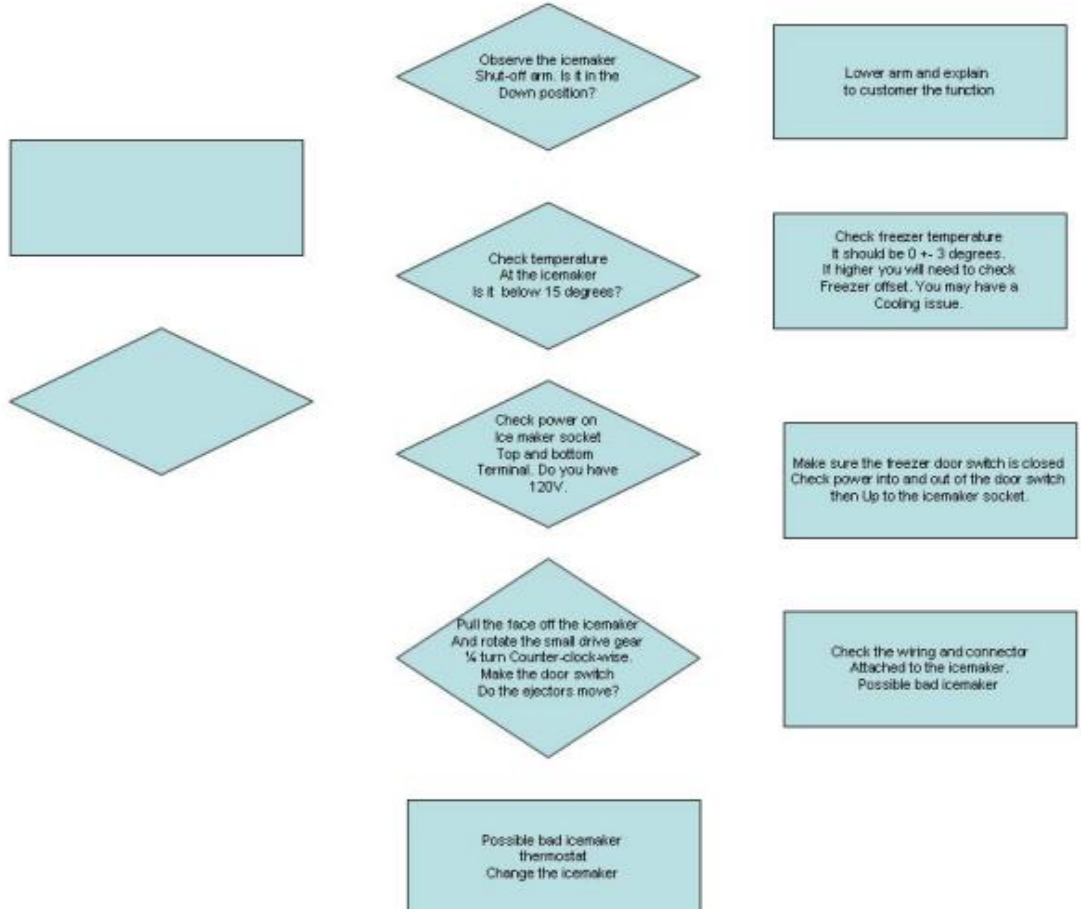 Observe the icemaker
Shut-off arm. Is it in the
Down position?
Lower arm and explain
to customer the function
Check temperature
At the icemaker
Is it below 15 degrees?
Check freezer temperature
It should be 0 +- 3 degrees.
If higher you will need to check
Freezer offset. You may have a
Cooling issue.
Check power on
Ice maker socket
Top and bottom
Terminal. Do you have
120V.
Make sure the freezer door switch is closed
Check power into and out of the door switch
then Up to the icemaker socket.
Pull the face off the icemaker
And rotate the small drive gear
¼ turn Counter-clock-wise.
Make the door switch
Do the ejectors move?
Check the wiring and connector
Attached to the icemaker.
Possible bad icemaker
Possible bad icemaker
thermostat
Change the icemaker